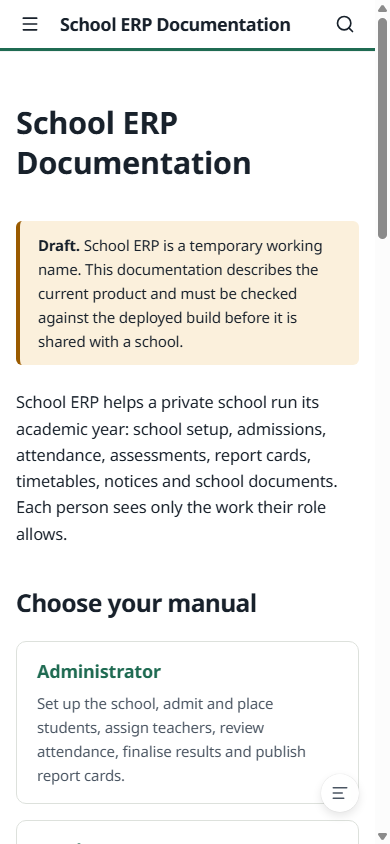 School ERP Documentation
School ERP
Documentation
Draft. School ERP is a temporary working
name. This documentation describes the
current product and must be checked
against the deployed build before it is
shared with a school.
School ERP helps a private school run its
academic year: school setup, admissions,
attendance, assessments, report cards,
timetables, notices and school documents.
Each person sees only the work their role
allows.
Choose your manual
Administrator
Set up the school, admit and place
students, assign teachers, review
attendance, finalise results and publish
report cards.